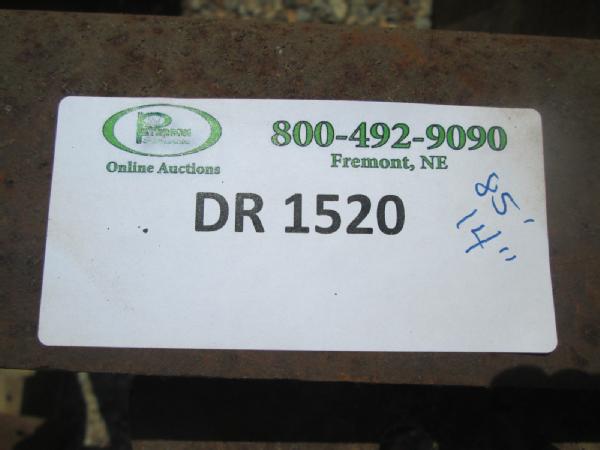 800-492-9090
Online Auctions
Fremont, NE
DR 1520
85'
14"